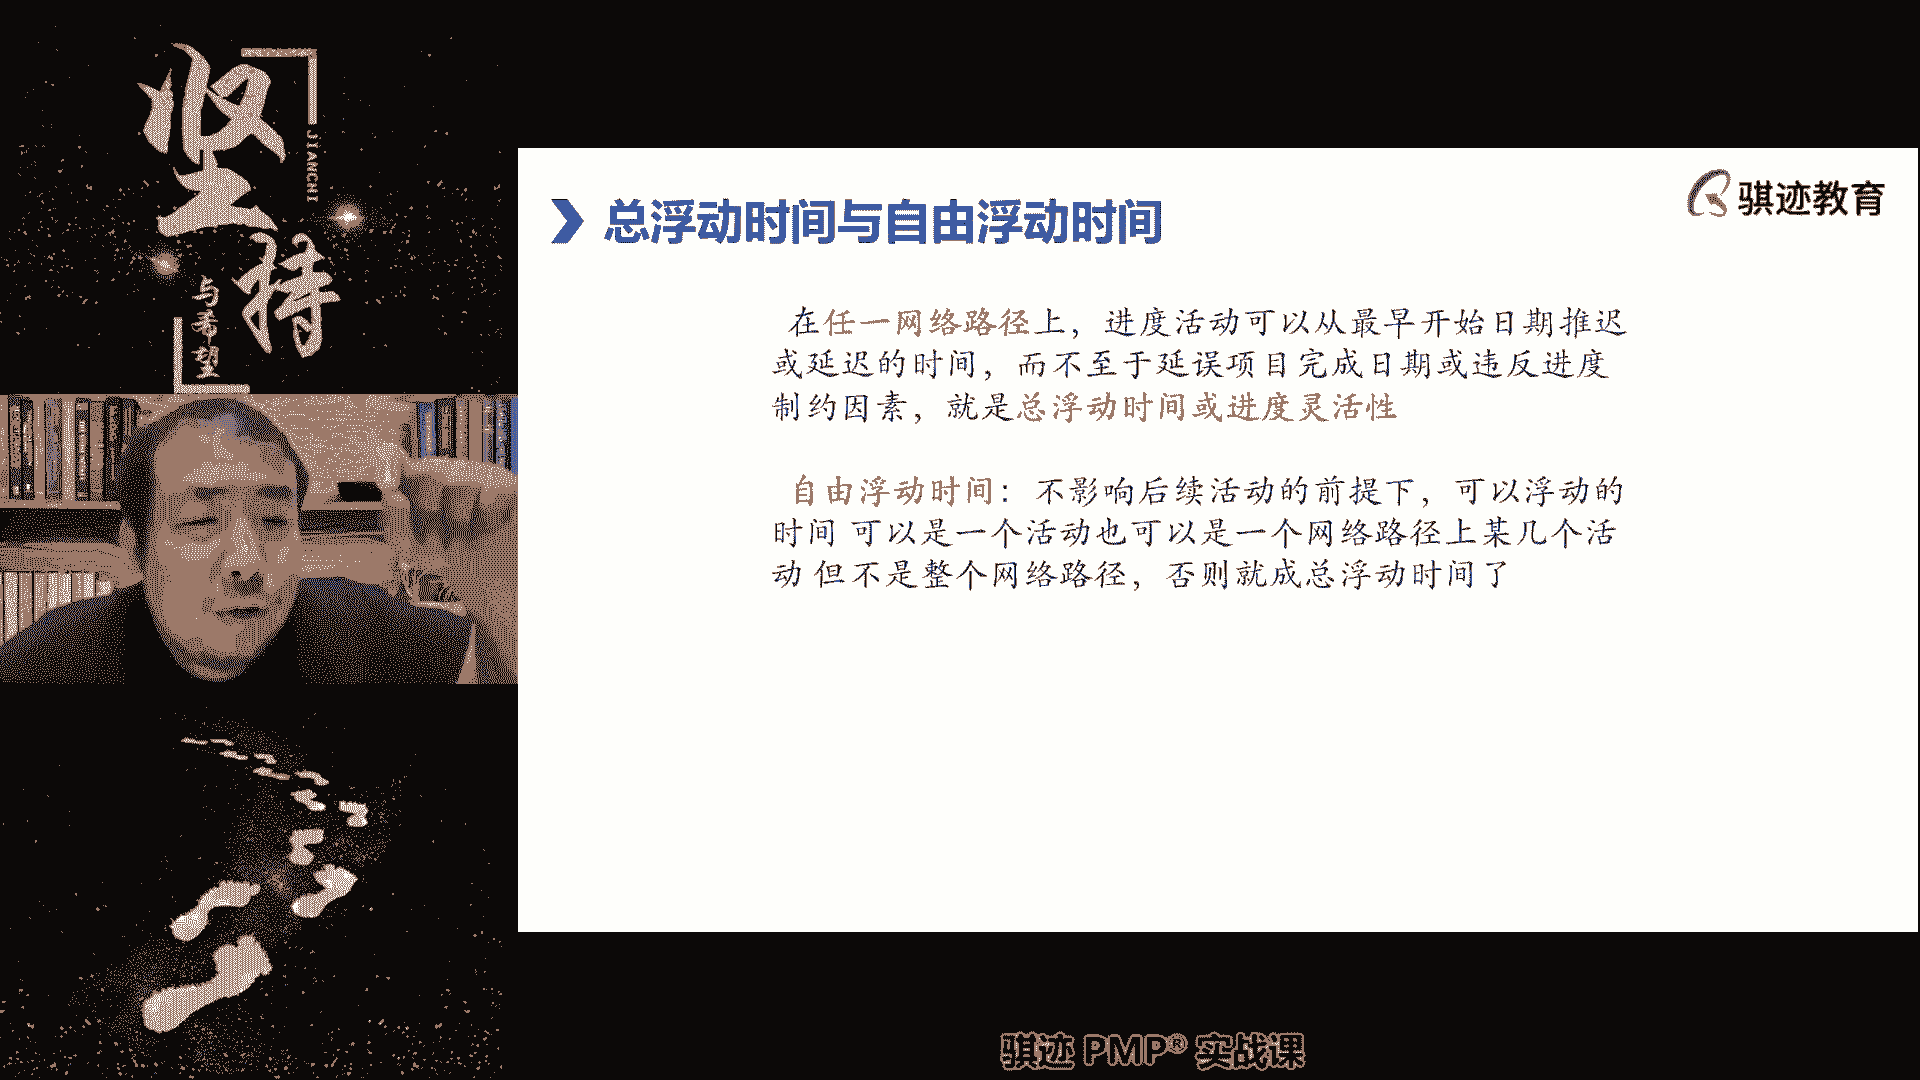 坚持
JIANCHI
与希望
骐迹教育
总浮动时间与自由浮动时间
在任一网络路径上，进度活动可以从最早开始日期推迟
或延迟的时间，而不至于延误项目完成日期或违反进度
制约因素，就是总浮动时间或进度灵活性
自由浮动时间：不影响后续活动的前提下，可以浮动的
时间 可以是一个活动也可以是一个网络路径上某几个活
动 但不是整个网络路径，否则就成总浮动时间了
骐迹 PMP® 实战课